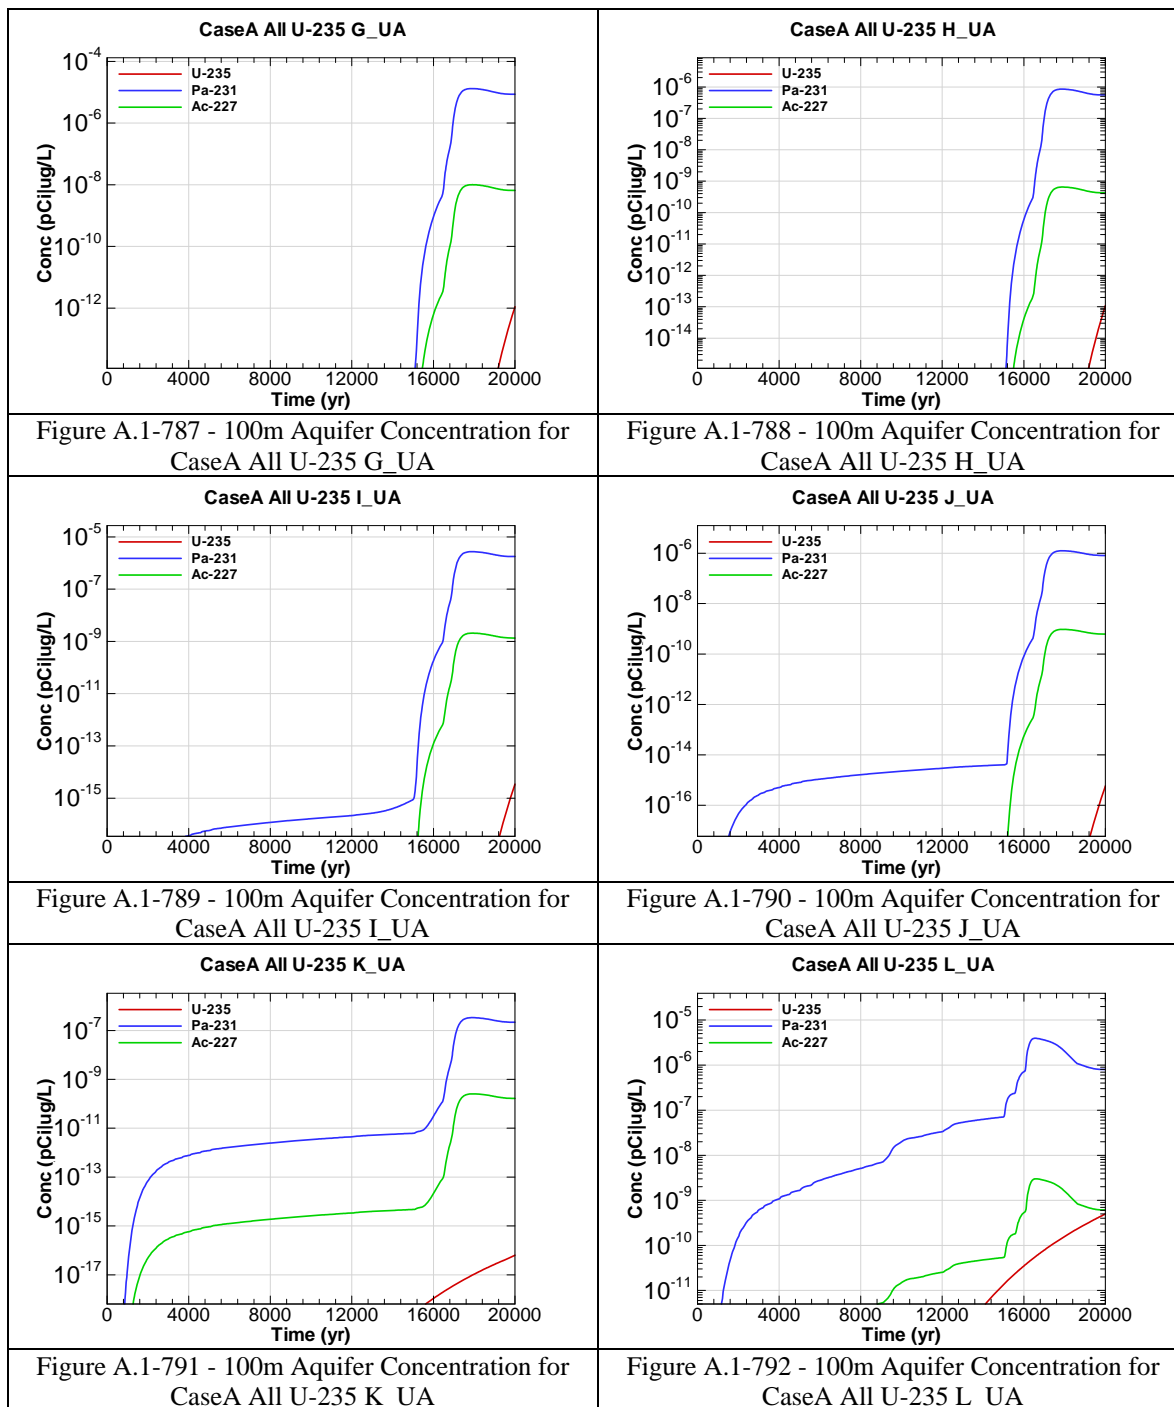 CaseA All U-235 G_UA
U-235
Pa-231
Ac-227
10-4
10-6
10-8
10-10
10-12
Conc (pCi|ug/L)
0 4000 8000 12000 16000 20000
Time (yr)
Figure A.1-787 - 100m Aquifer Concentration for
CaseA All U-235 G_UA
CaseA All U-235 H_UA
U-235
Pa-231
Ac-227
10-6
10-7
10-8
10-9
10-10
10-11
10-12
10-13
10-14
Conc (pCi|ug/L)
0 4000 8000 12000 16000 20000
Time (yr)
Figure A.1-788 - 100m Aquifer Concentration for
CaseA All U-235 H_UA
CaseA All U-235 I_UA
U-235
Pa-231
Ac-227
10-5
10-7
10-9
10-11
10-13
10-15
Conc (pCi|ug/L)
0 4000 8000 12000 16000 20000
Time (yr)
Figure A.1-789 - 100m Aquifer Concentration for
CaseA All U-235 I_UA
CaseA All U-235 J_UA
U-235
Pa-231
Ac-227
10-6
10-8
10-10
10-12
10-14
10-16
Conc (pCi|ug/L)
0 4000 8000 12000 16000 20000
Time (yr)
Figure A.1-790 - 100m Aquifer Concentration for
CaseA All U-235 J_UA
CaseA All U-235 K_UA
U-235
Pa-231
Ac-227
10-7
10-9
10-11
10-13
10-15
10-17
Conc (pCi|ug/L)
0 4000 8000 12000 16000 20000
Time (yr)
Figure A.1-791 - 100m Aquifer Concentration for
CaseA All U-235 K_UA
CaseA All U-235 L_UA
U-235
Pa-231
Ac-227
10-5
10-6
10-7
10-8
10-9
10-10
10-11
Conc (pCi|ug/L)
0 4000 8000 12000 16000 20000
Time (yr)
Figure A.1-792 - 100m Aquifer Concentration for
CaseA All U-235 L_UA